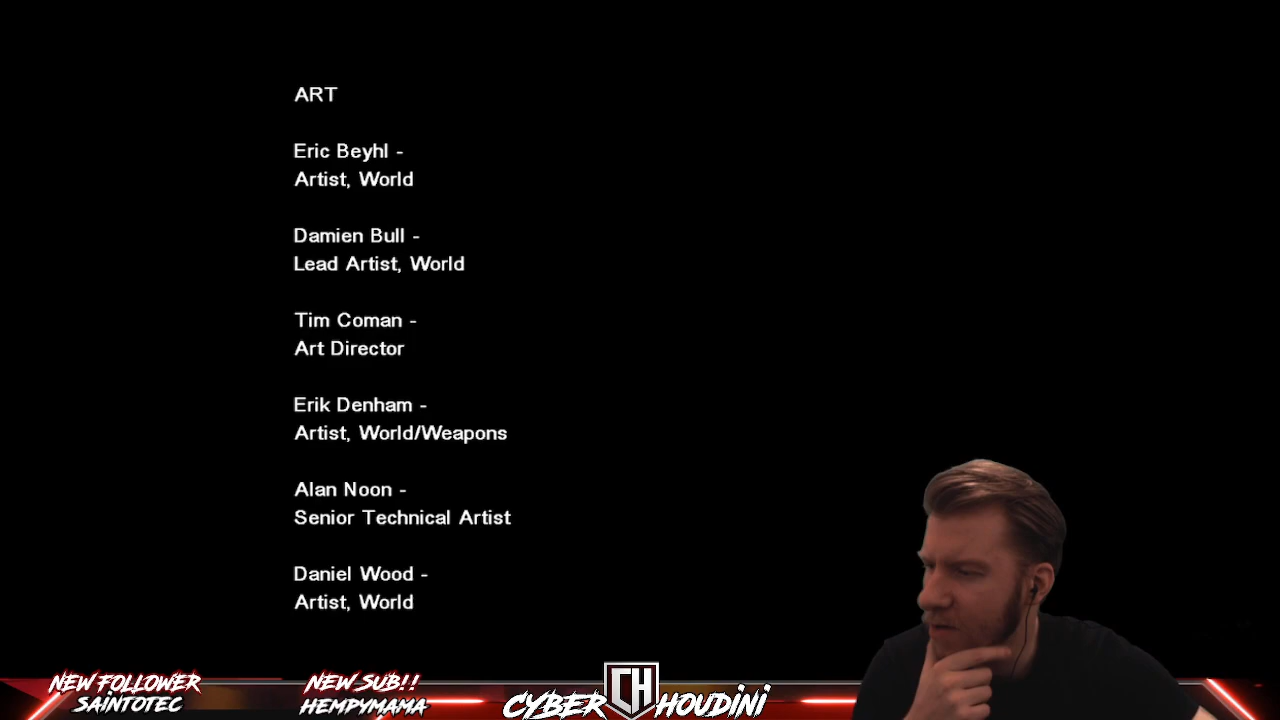 ART
Eric Beyhl -
Artist, World
Damien Bull -
Lead Artist, World
Tim Coman -
Art Director
Erik Denham -
Artist, World/Weapons
Alan Noon -
Senior Technical Artist
Daniel Wood -
Artist, World
NEW FOLLOWER
SAINTOTEC
NEW SUB!!
HEMPYMAMA
CYBER CH HOUDINI